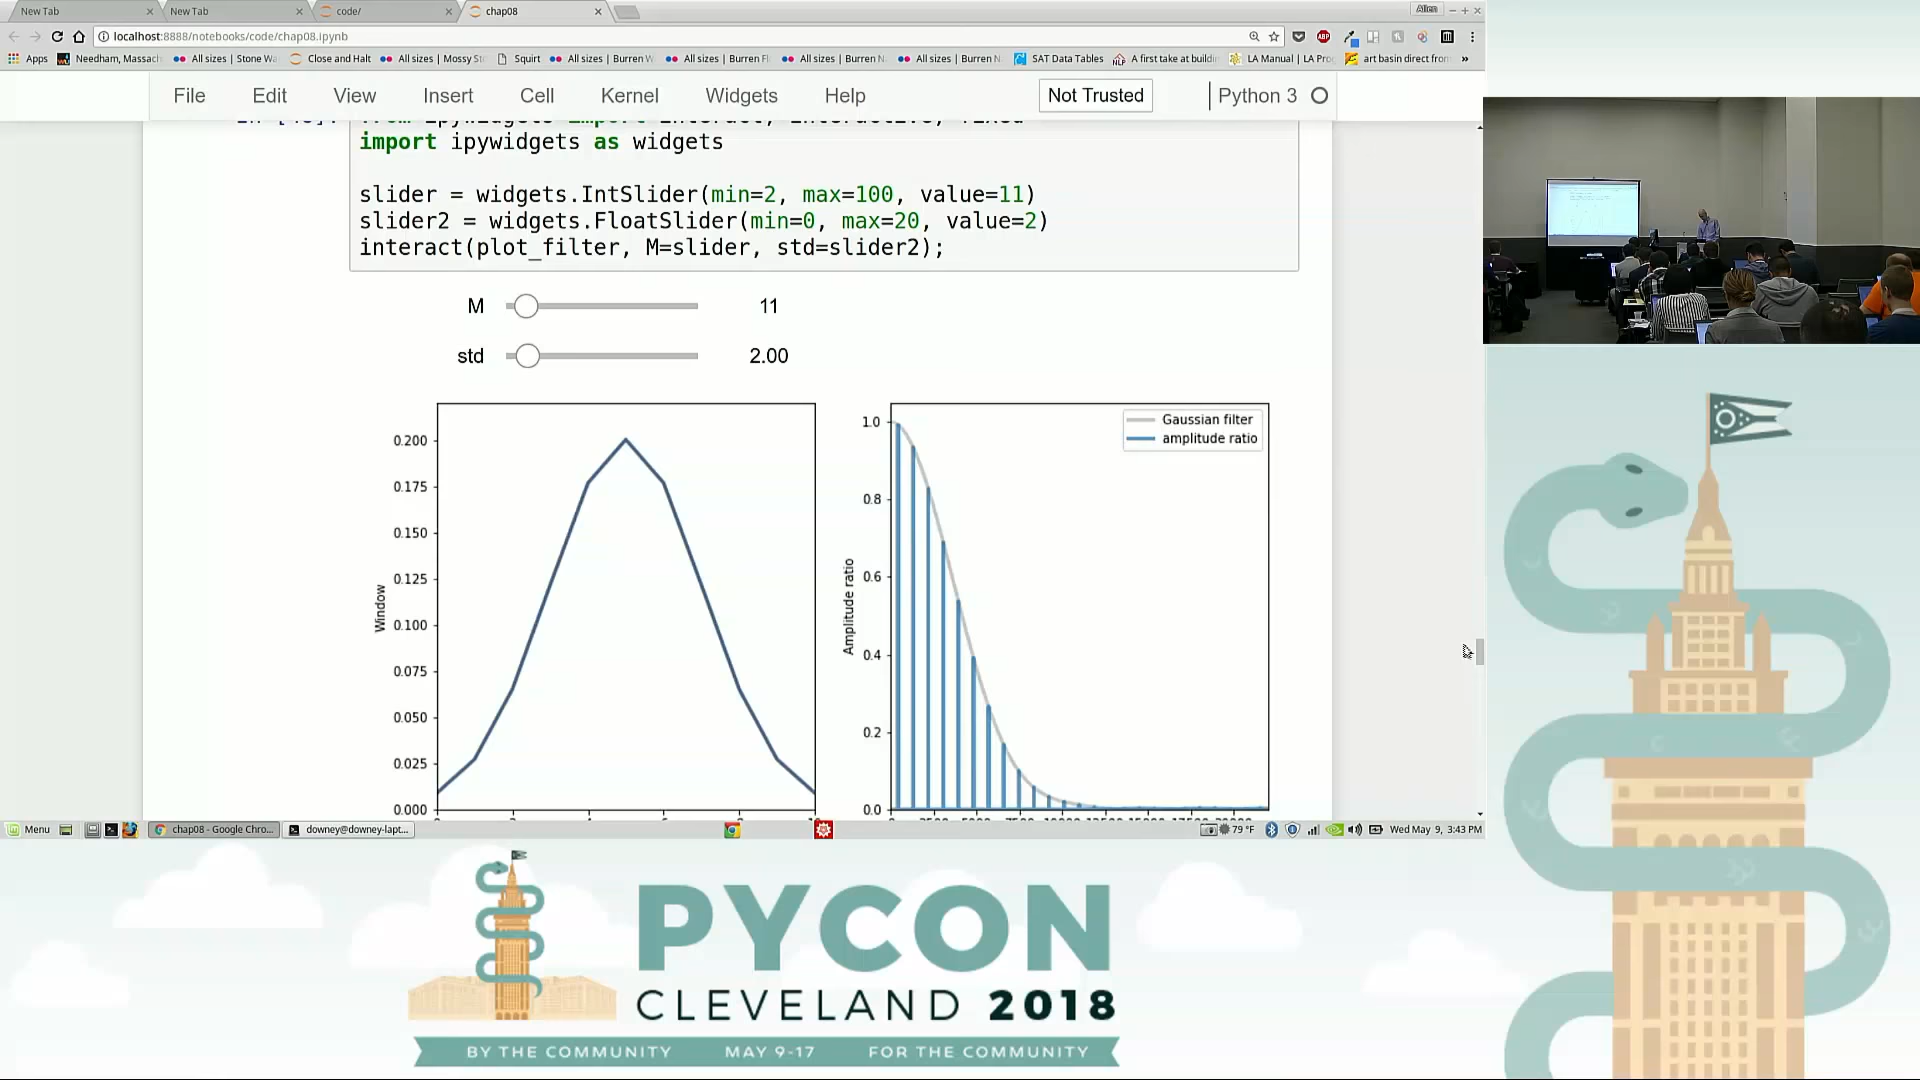 New Tab
New Tab
code/
chap08
Allen
localhost:8888/notebooks/code/chap08.ipynb
Apps
Needham, Massach
All sizes | Stone Wa
Close and Halt
All sizes | Mossy Sto
Squirt
All sizes | Burren W
All sizes | Burren Fl
All sizes | Burren N
All sizes | Burren N
SAT Data Tables
A first take at buildin
LA Manual | LA Prog
art basin direct from
»
File
Edit
View
Insert
Cell
Kernel
Widgets
Help
Not Trusted
Python 3
import ipywidgets as widgets
slider = widgets.IntSlider(min=2, max=100, value=11)
slider2 = widgets.FloatSlider(min=0, max=20, value=2)
interact(plot_filter, M=slider, std=slider2);
M 11
std 2.00
0.200
0.175
0.150
0.125
0.100
0.075
0.050
0.025
0.000
Window
1.0
0.8
0.6
0.4
0.2
0.0
Amplitude ratio
Gaussian filter
amplitude ratio
Menu
chap08 - Google Chro...
downey@downey-lapt...
79 °F
Wed May 9, 3:43 PM
PYCON
CLEVELAND 2018
BY THE COMMUNITY MAY 9-17 FOR THE COMMUNITY